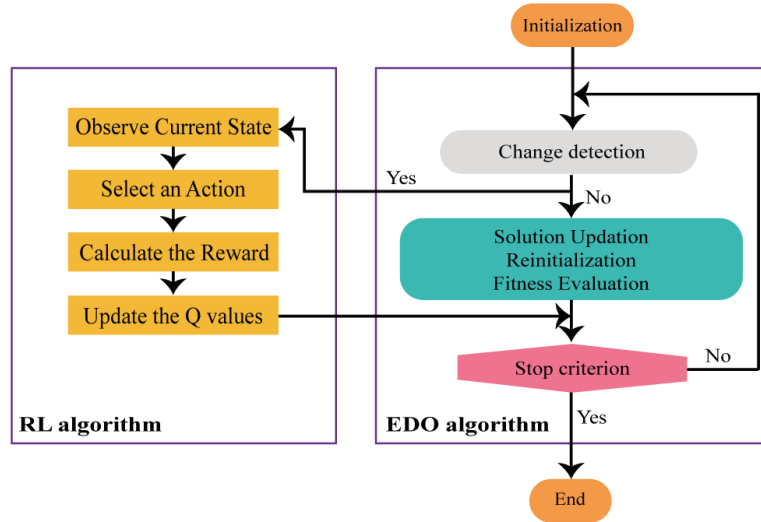 Initialization
Observe Current State
Select an Action
Calculate the Reward
Update the Q values
RL algorithm
Yes
Change detection
No
Solution Updation
Reinitialization
Fitness Evaluation
Stop criterion
No
EDO algorithm
Yes
End